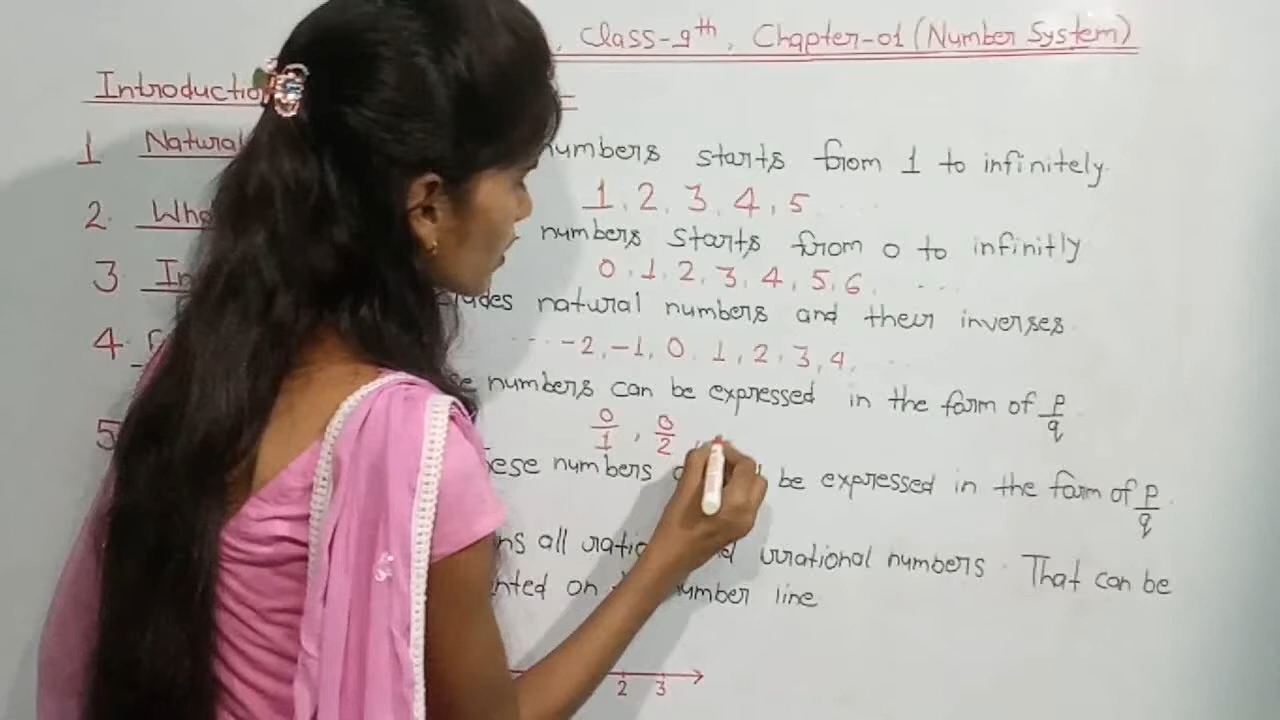 , Class-9th, Chapter-01 (Number System)
Introductio
1 Natural numbers starts from 1 to infinitely.
1, 2, 3, 4, 5 ....
2. Who numbers starts from 0 to infinitly
0, 1, 2, 3, 4, 5, 6, ....
3 In ludes natural numbers and their inverses
.... -2, -1, 0, 1, 2, 3, 4, ....
4. se numbers can be expressed in the form of p/q
0/1, 0/2,
5 ese numbers be expressed in the form of p/q
ns all ratio d irrational numbers. That can be
nted on number line
2 3